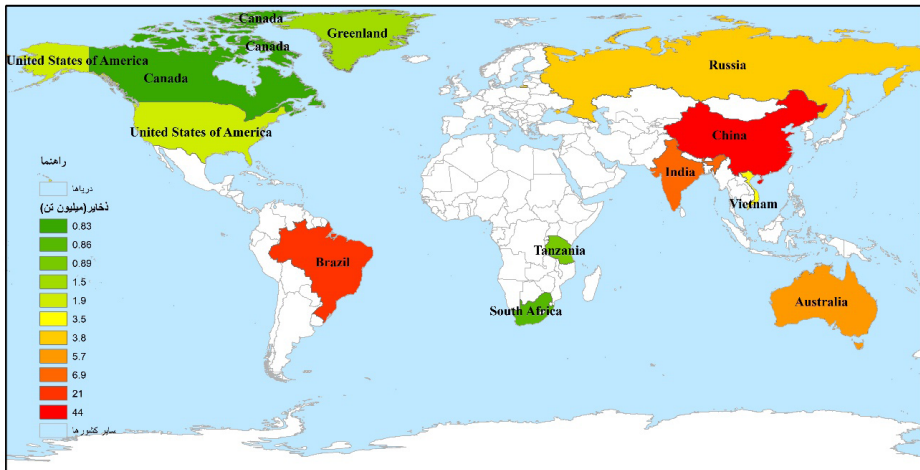 Canada
Greenland
Canada
United States of America
Canada
Russia
United States of America
China
India
Vietnam
Brazil
Tanzania
Australia
South Africa
راهنما
دریاها
ذخایر(میلیون تن)
0.83
0.86
0.89
1.5
1.9
3.5
3.8
5.7
6.9
21
44
سایر کشورها